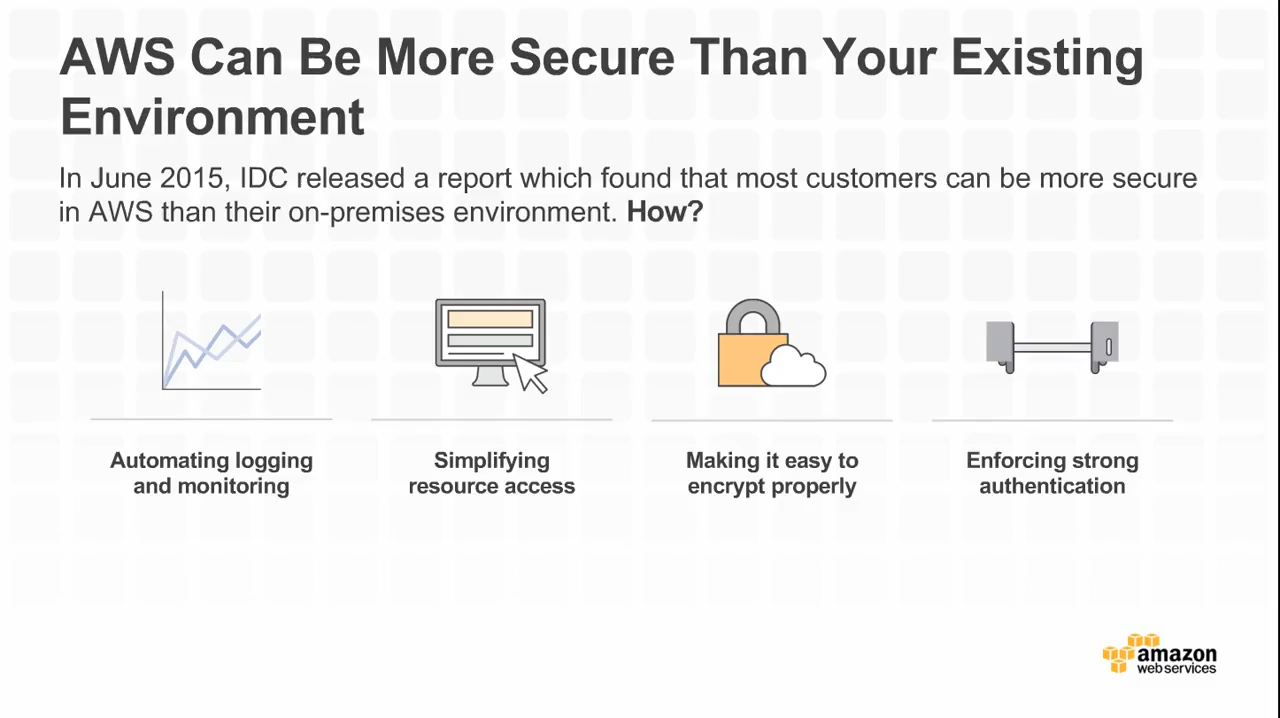 AWS Can Be More Secure Than Your Existing
Environment
In June 2015, IDC released a report which found that most customers can be more secure
in AWS than their on-premises environment. How?
Automating logging
and monitoring
Simplifying
resource access
Making it easy to
encrypt properly
Enforcing strong
authentication
amazon
web services